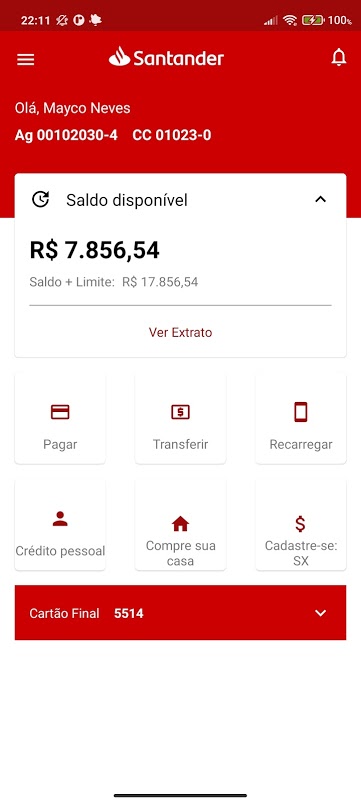 22:11 100%
Santander
Olá, Mayco Neves
Ag 00102030-4 CC 01023-0
Saldo disponível
R$ 7.856,54
Saldo + Limite: R$ 17.856,54
Ver Extrato
Pagar
Transferir
Recarregar
Crédito pessoal
Compre sua
casa
Cadastre-se:
SX
Cartão Final 5514